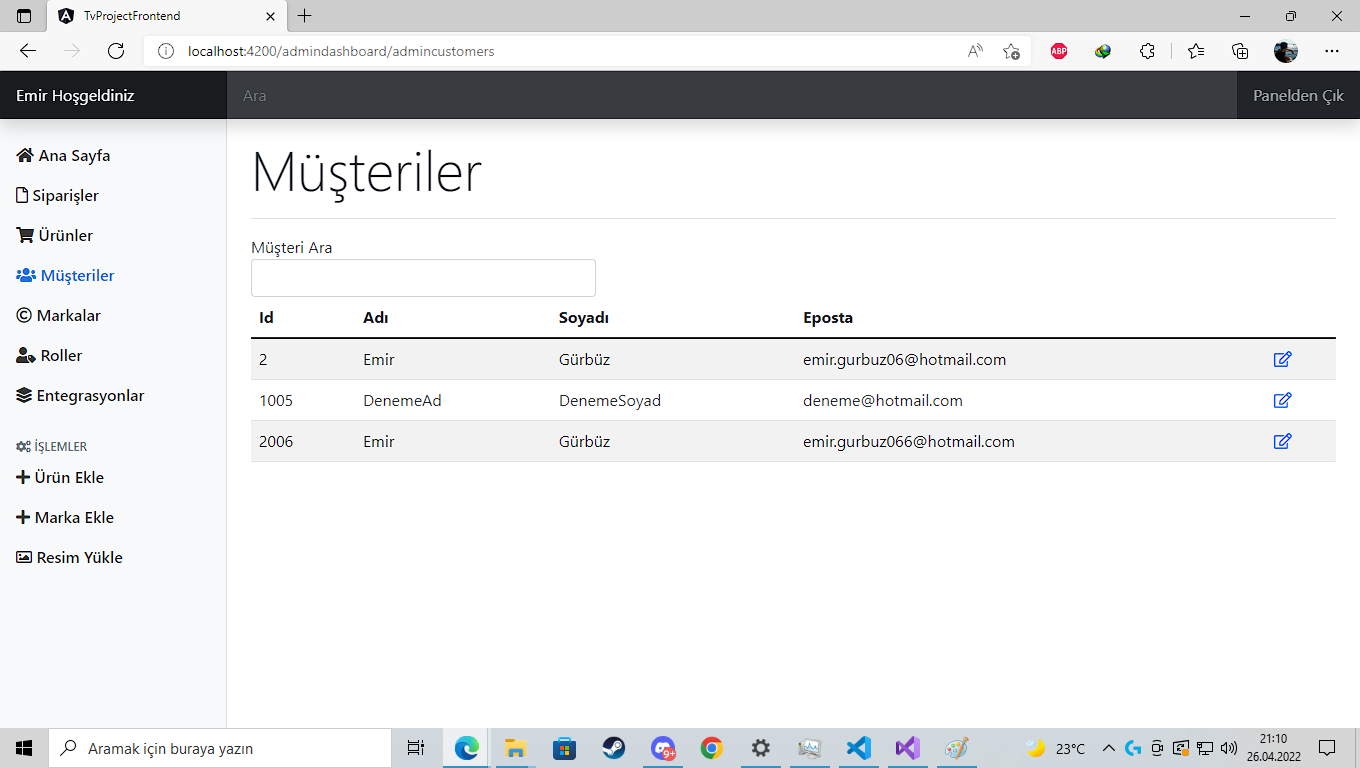 TvProjectFrontend
localhost:4200/admindashboard/admincustomers
ABP
Emir Hoşgeldiniz
Ara
Panelden Çık
Ana Sayfa
Siparişler
Ürünler
Müşteriler
Markalar
Roller
Entegrasyonlar
İŞLEMLER
Ürün Ekle
Marka Ekle
Resim Yükle
Müşteriler
Müşteri Ara
Id Adı Soyadı Eposta
2 Emir Gürbüz emir.gurbuz06@hotmail.com
1005 DenemeAd DenemeSoyad deneme@hotmail.com
2006 Emir Gürbüz emir.gurbuz066@hotmail.com
Aramak için buraya yazın
9+
23°C
21:10
26.04.2022